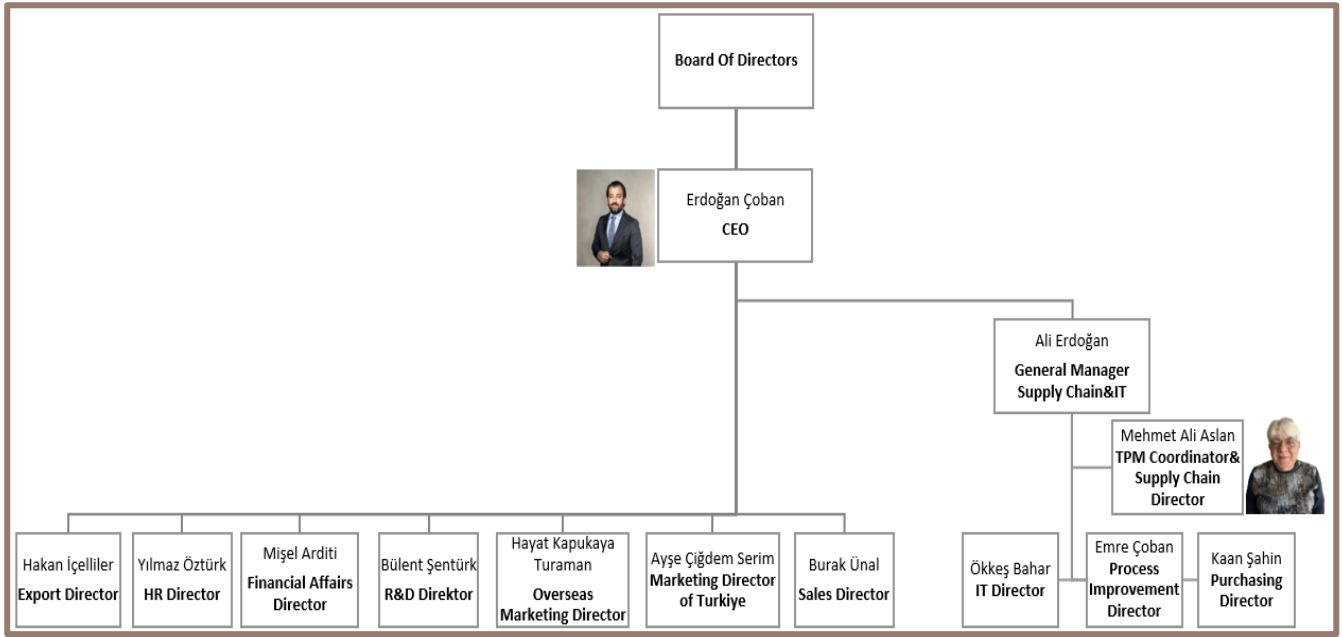 Board Of Directors
Erdoğan Çoban
CEO
Ali Erdoğan
General Manager
Supply Chain&IT
Mehmet Ali Aslan
TPM Coordinator&
Supply Chain
Director
Hakan İçelliler
Export Director
Yılmaz Öztürk
HR Director
Mişel Arditi
Financial Affairs
Director
Bülent Şentürk
R&D Direktor
Hayat Kapukaya
Turaman
Overseas
Marketing Director
Ayşe Çiğdem Serim
Marketing Director
of Turkiye
Burak Ünal
Sales Director
Ökkeş Bahar
IT Director
Emre Çoban
Process
Improvement
Director
Kaan Şahin
Purchasing
Director